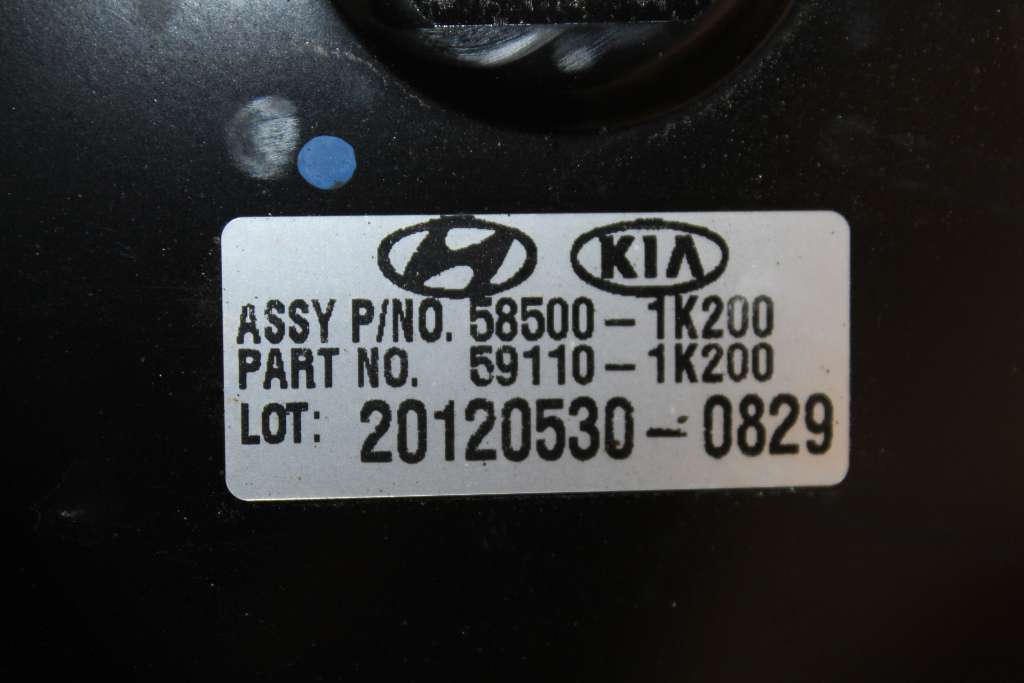 KIA
ASSY P/NO. 58500-1K200
PART NO. 59110-1K200
LOT: 20120530-0829